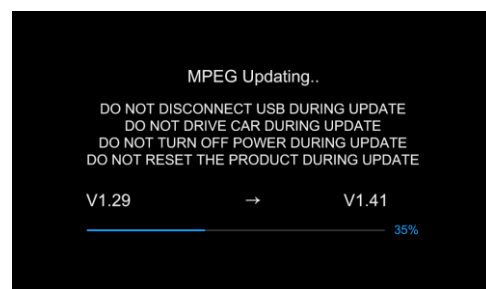 MPEG Updating..
DO NOT DISCONNECT USB DURING UPDATE
DO NOT DRIVE CAR DURING UPDATE
DO NOT TURN OFF POWER DURING UPDATE
DO NOT RESET THE PRODUCT DURING UPDATE
V1.29 → V1.41
35%